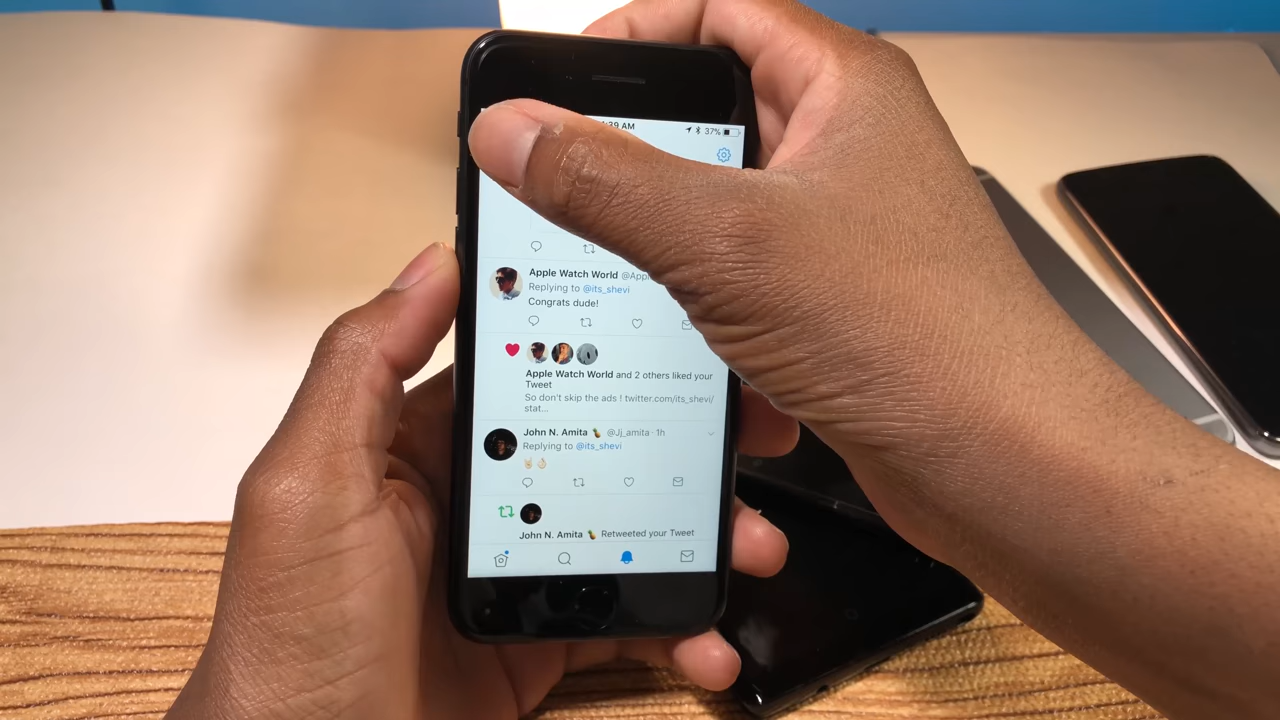 :39 AM 37%
Apple Watch World @Appl
Replying to @its_shevi
Congrats dude!
Apple Watch World and 2 others liked your
Tweet
So don't skip the ads ! twitter.com/its_shevi/
stat...
John N. Amita 🍍 @Jj_amita · 1h
Replying to @its_shevi
🤘🏻👌🏻
John N. Amita 🍍 Retweeted your Tweet